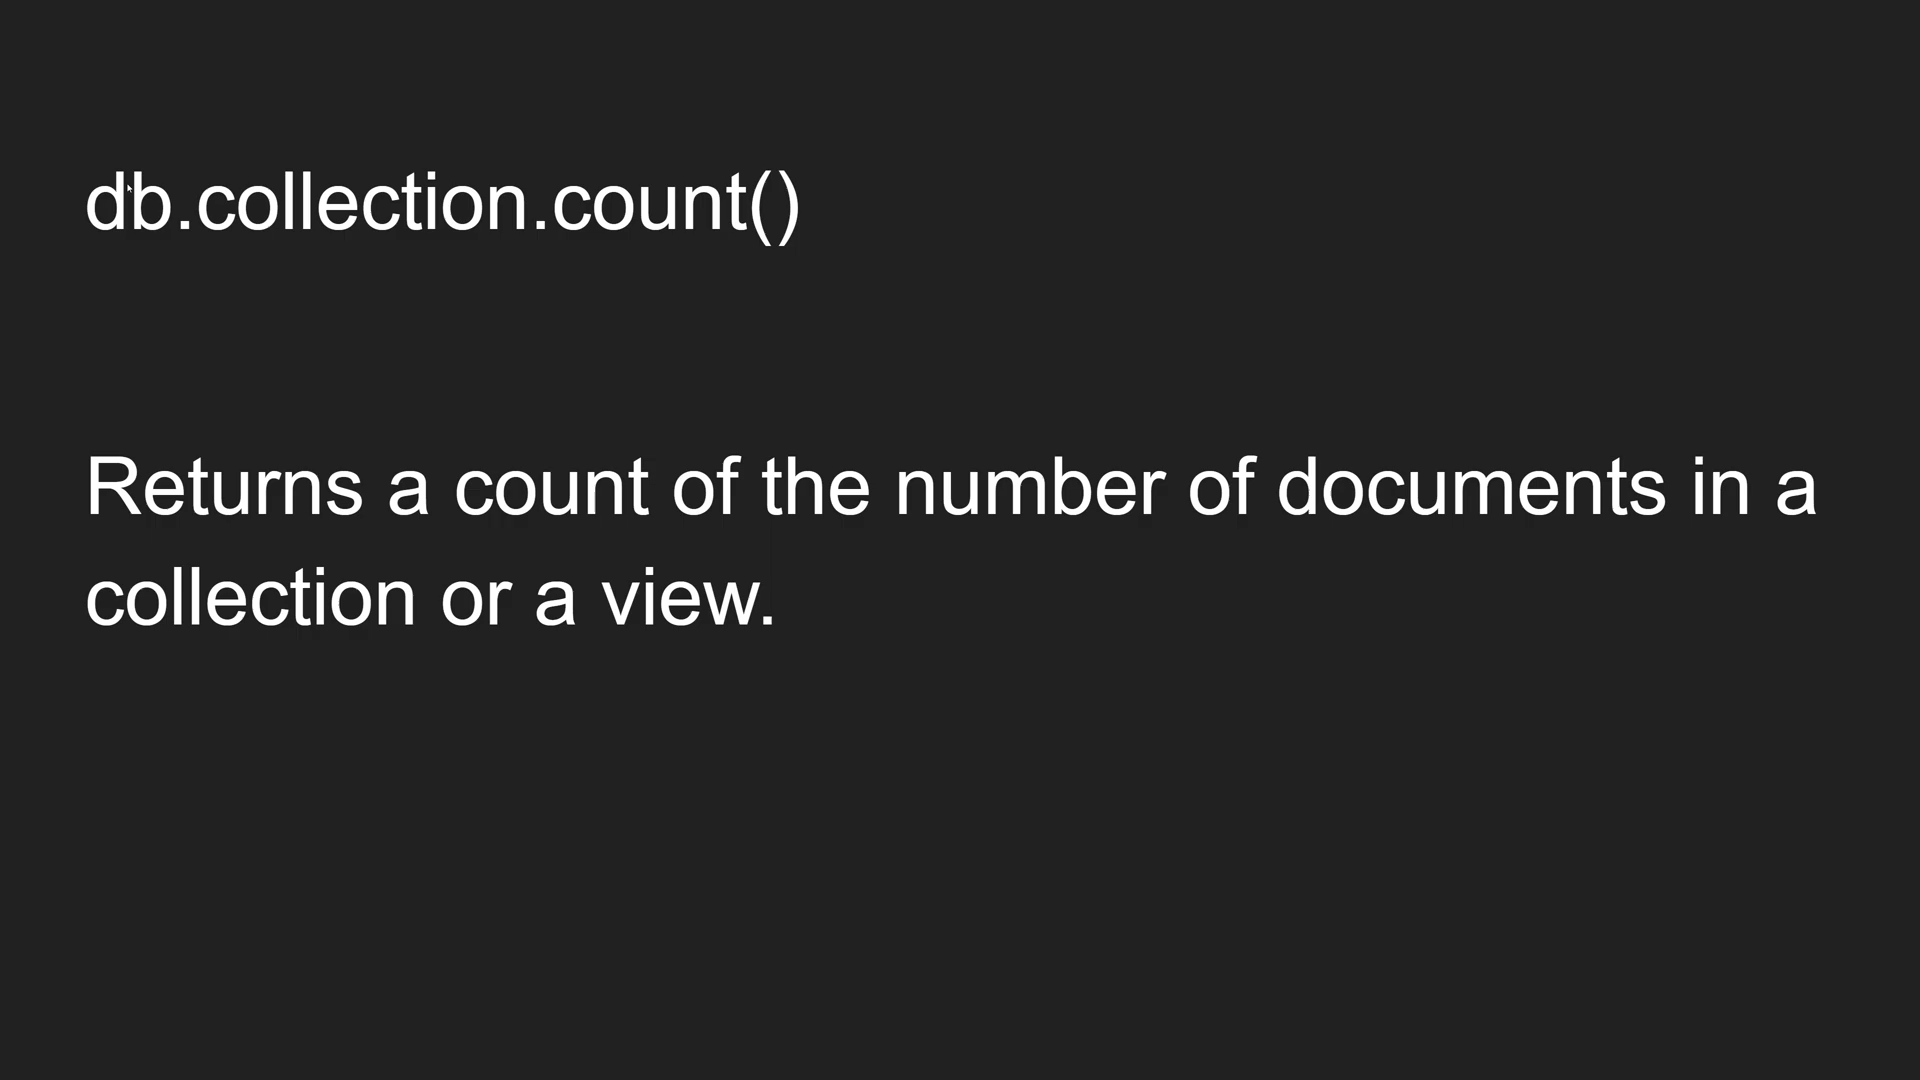 db.collection.count()
Returns a count of the number of documents in a
collection or a view.